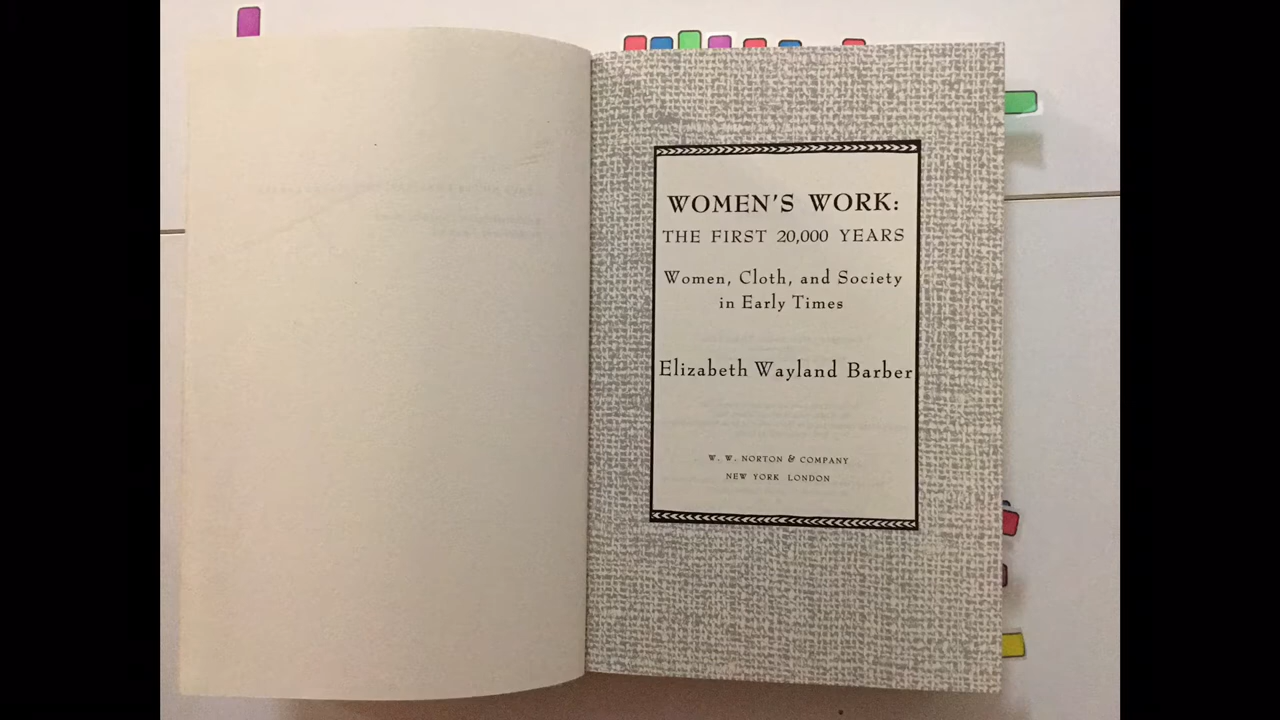 WOMEN'S WORK:
THE FIRST 20,000 YEARS
Women, Cloth, and Society
in Early Times
Elizabeth Wayland Barber
W. W. NORTON & COMPANY
NEW YORK LONDON